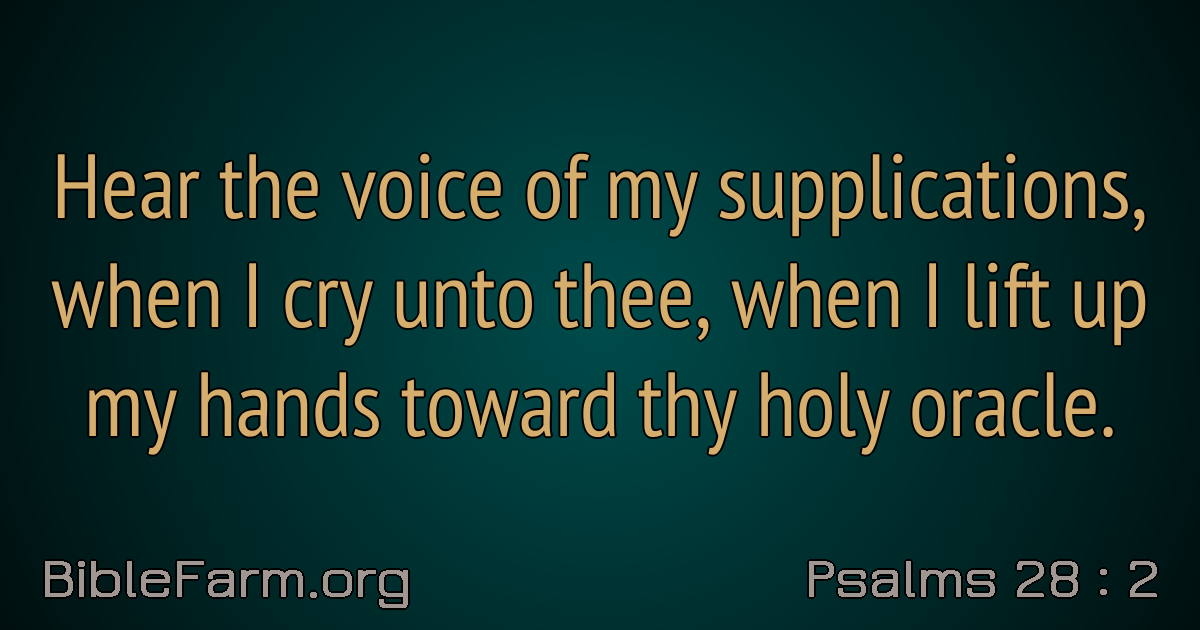 Hear the voice of my supplications,
when I cry unto thee, when I lift up
my hands toward thy holy oracle.
BibleFarm.org
Psalms 28 : 2